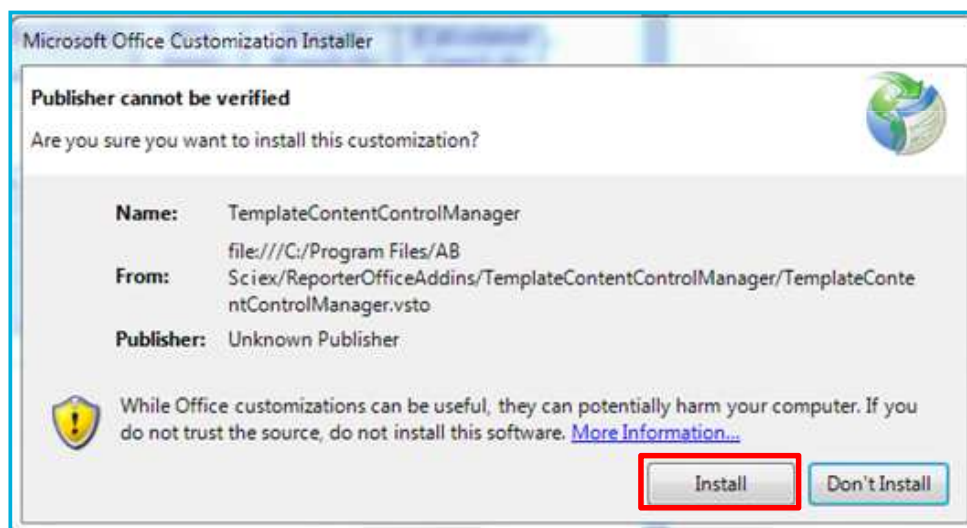 Microsoft Office Customization Installer
Publisher cannot be verified
Are you sure you want to install this customization?
Name: TemplateContentControlManager
file:///C:/Program Files/AB
From: Sciex/ReporterOfficeAddins/TemplateContentControlManager/TemplateConte
ntControlManager.vsto
Publisher: Unknown Publisher
While Office customizations can be useful, they can potentially harm your computer. If you
do not trust the source, do not install this software. More Information...
Install Don't Install